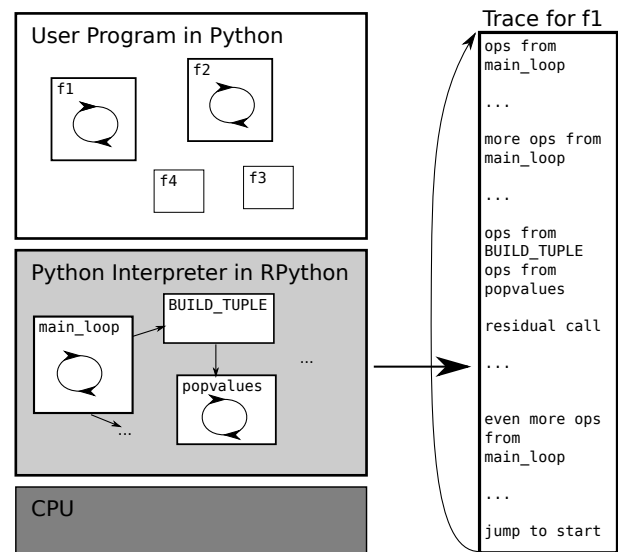 User Program in Python
f1
f2
f4
f3
Python Interpreter in RPython
main_loop
BUILD_TUPLE
popvalues
...
...
CPU
Trace for f1
ops from
main_loop
...
more ops from
main_loop
...
ops from
BUILD_TUPLE
ops from
popvalues
residual call
...
even more ops
from
main_loop
...
jump to start